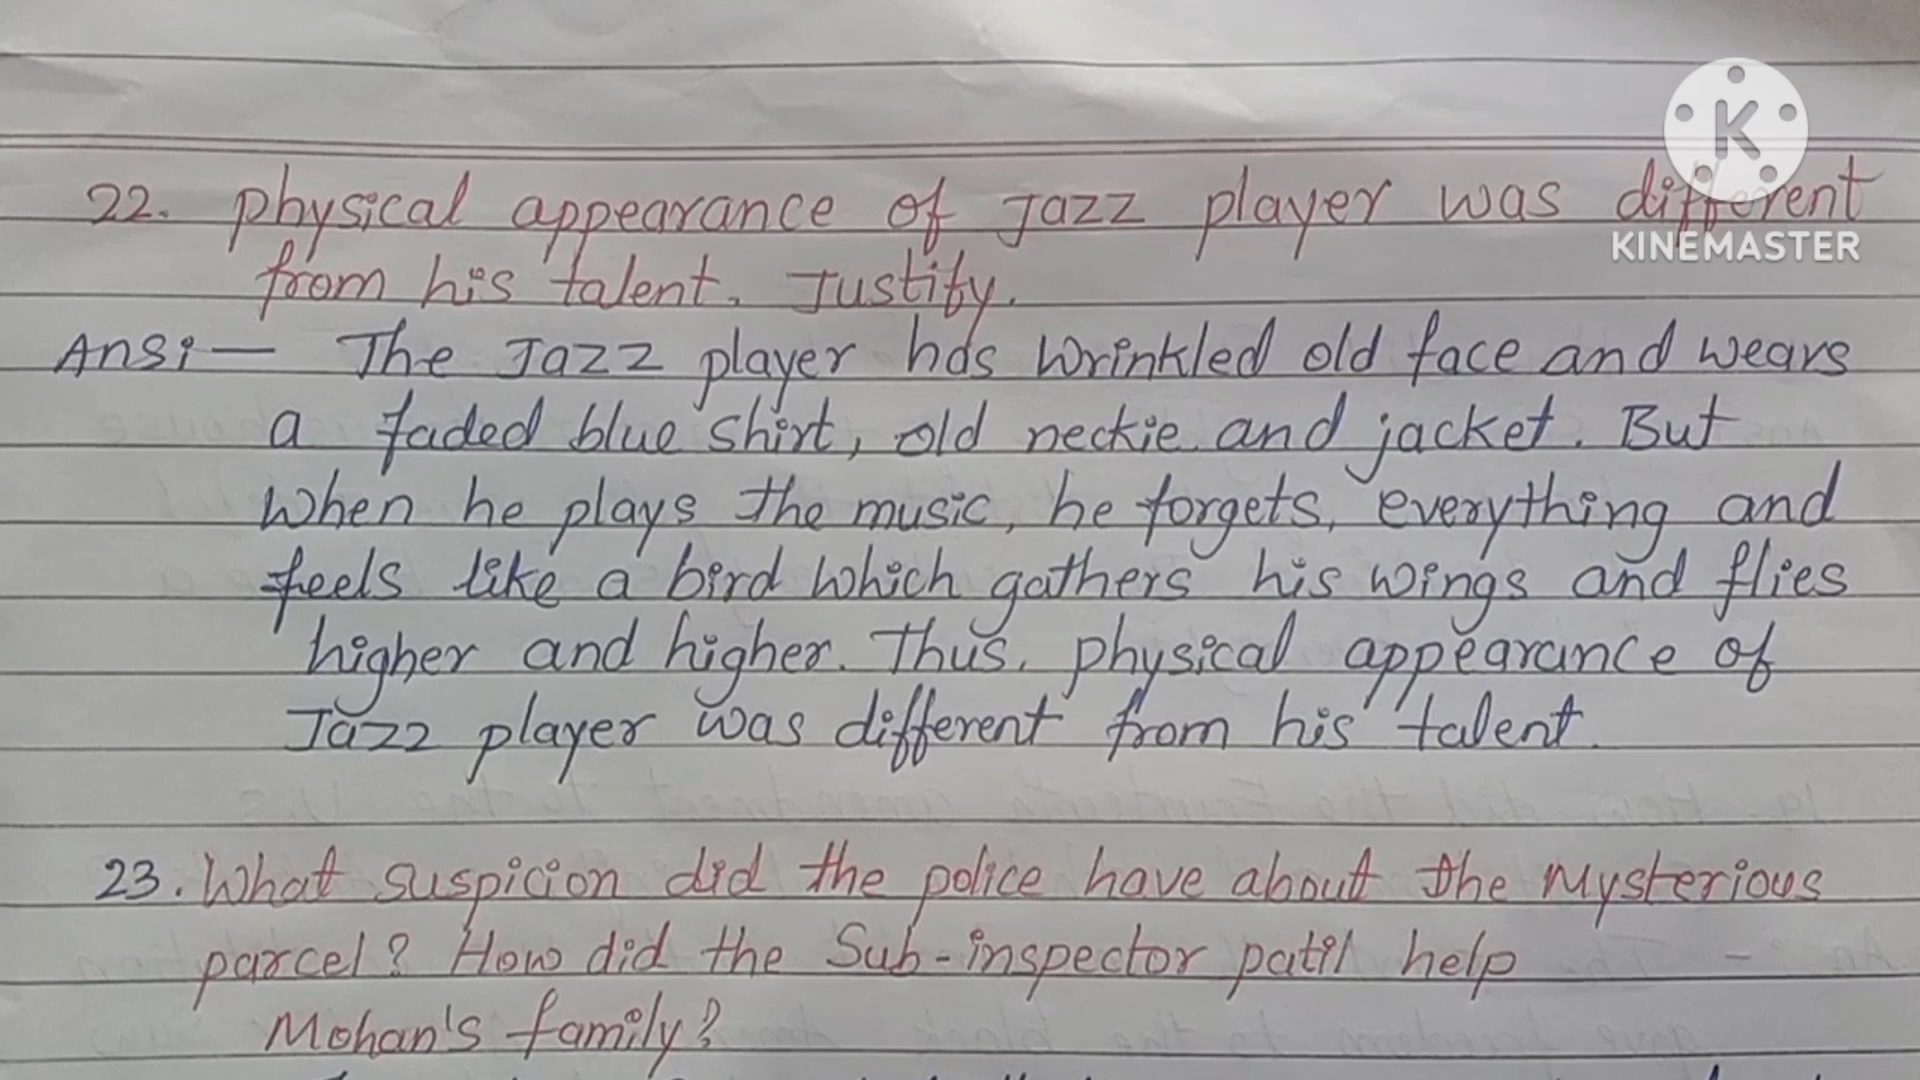 22. Physical appearance of Jazz player was different
from his talent. Justify.
Ans:- The Jazz player has wrinkled old face and wears
a faded blue shirt, old neckie and jacket. But
when he plays the music, he forgets, everything and
feels like a bird which gathers his wings and flies
higher and higher. Thus, physical appearance of
Jazz player was different from his talent.
23. What suspicion did the police have about the Mysterious
parcel? How did the Sub-inspector patil help
Mohan's family?
K
KINEMASTER